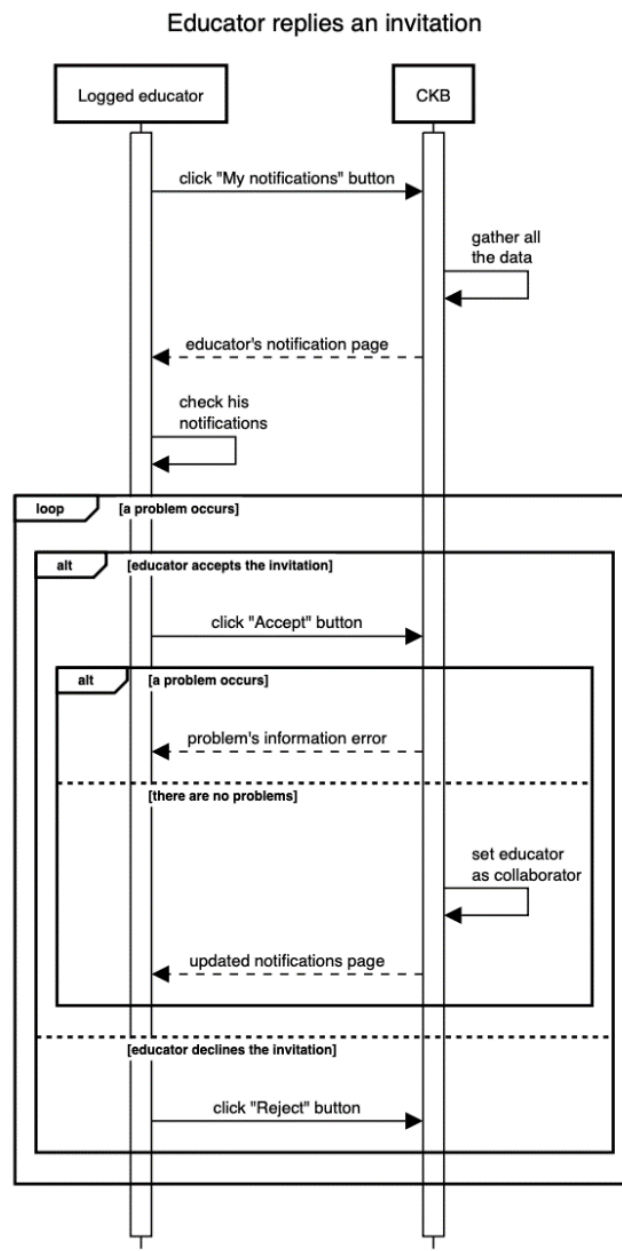 Educator replies an invitation
Logged educator
CKB
click "My notifications" button
gather all
the data
educator's notification page
check his
notifications
loop
[a problem occurs]
alt
[educator accepts the invitation]
click "Accept" button
alt
[a problem occurs]
problem's information error
[there are no problems]
set educator
as collaborator
updated notifications page
[educator declines the invitation]
click "Reject" button